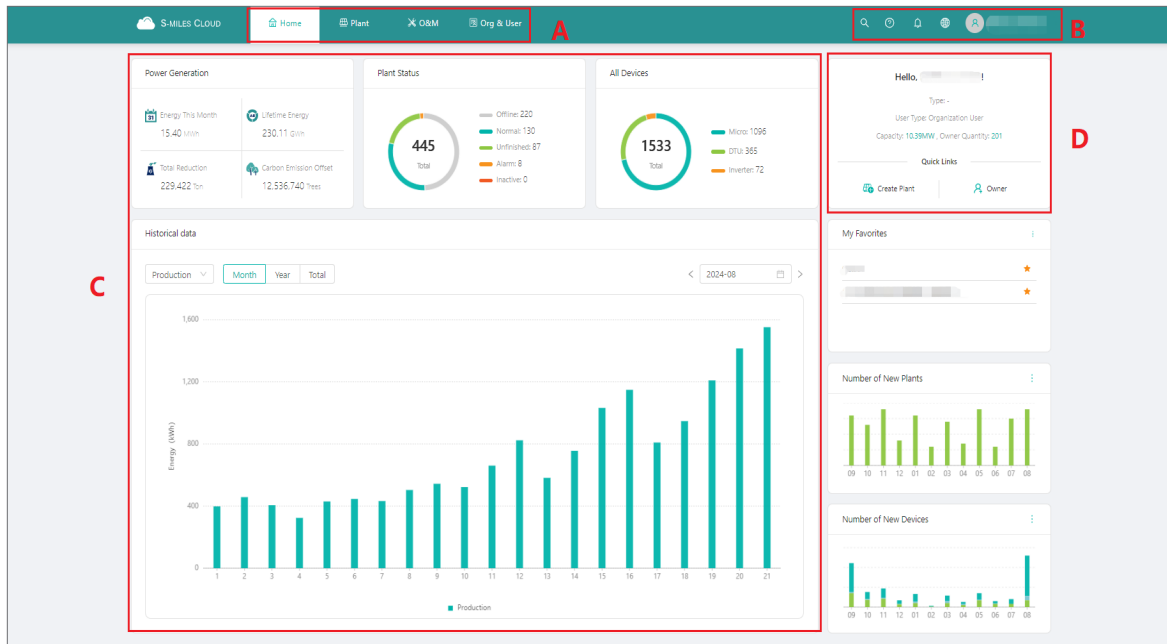 S-MILES CLOUD
Home
Plant
O&M
Org & User
A
B
Power Generation
31
Energy This Month
15.40 MWh
Lifetime Energy
230.11 GWh
Total Reduction
229,422 Ton
Carbon Emission Offset
12,536,740 Trees
Plant Status
445
Total
Offline: 220
Normal: 130
Unfinished: 87
Alarm: 8
Inactive: 0
All Devices
1533
Total
Micro: 1096
DTU: 365
Inverter: 72
Hello, !
Type: -
User Type: Organization User
Capacity: 10.39MW , Owner Quantity: 201
Quick Links
Create Plant
Owner
D
C
Historical data
Production
Month
Year
Total
2024-08
Energy (kWh)
1,600
1,200
800
400
0
1 2 3 4 5 6 7 8 9 10 11 12 13 14 15 16 17 18 19 20 21
Production
My Favorites
Number of New Plants
09 10 11 12 01 02 03 04 05 06 07 08
Number of New Devices
09 10 11 12 01 02 03 04 05 06 07 08